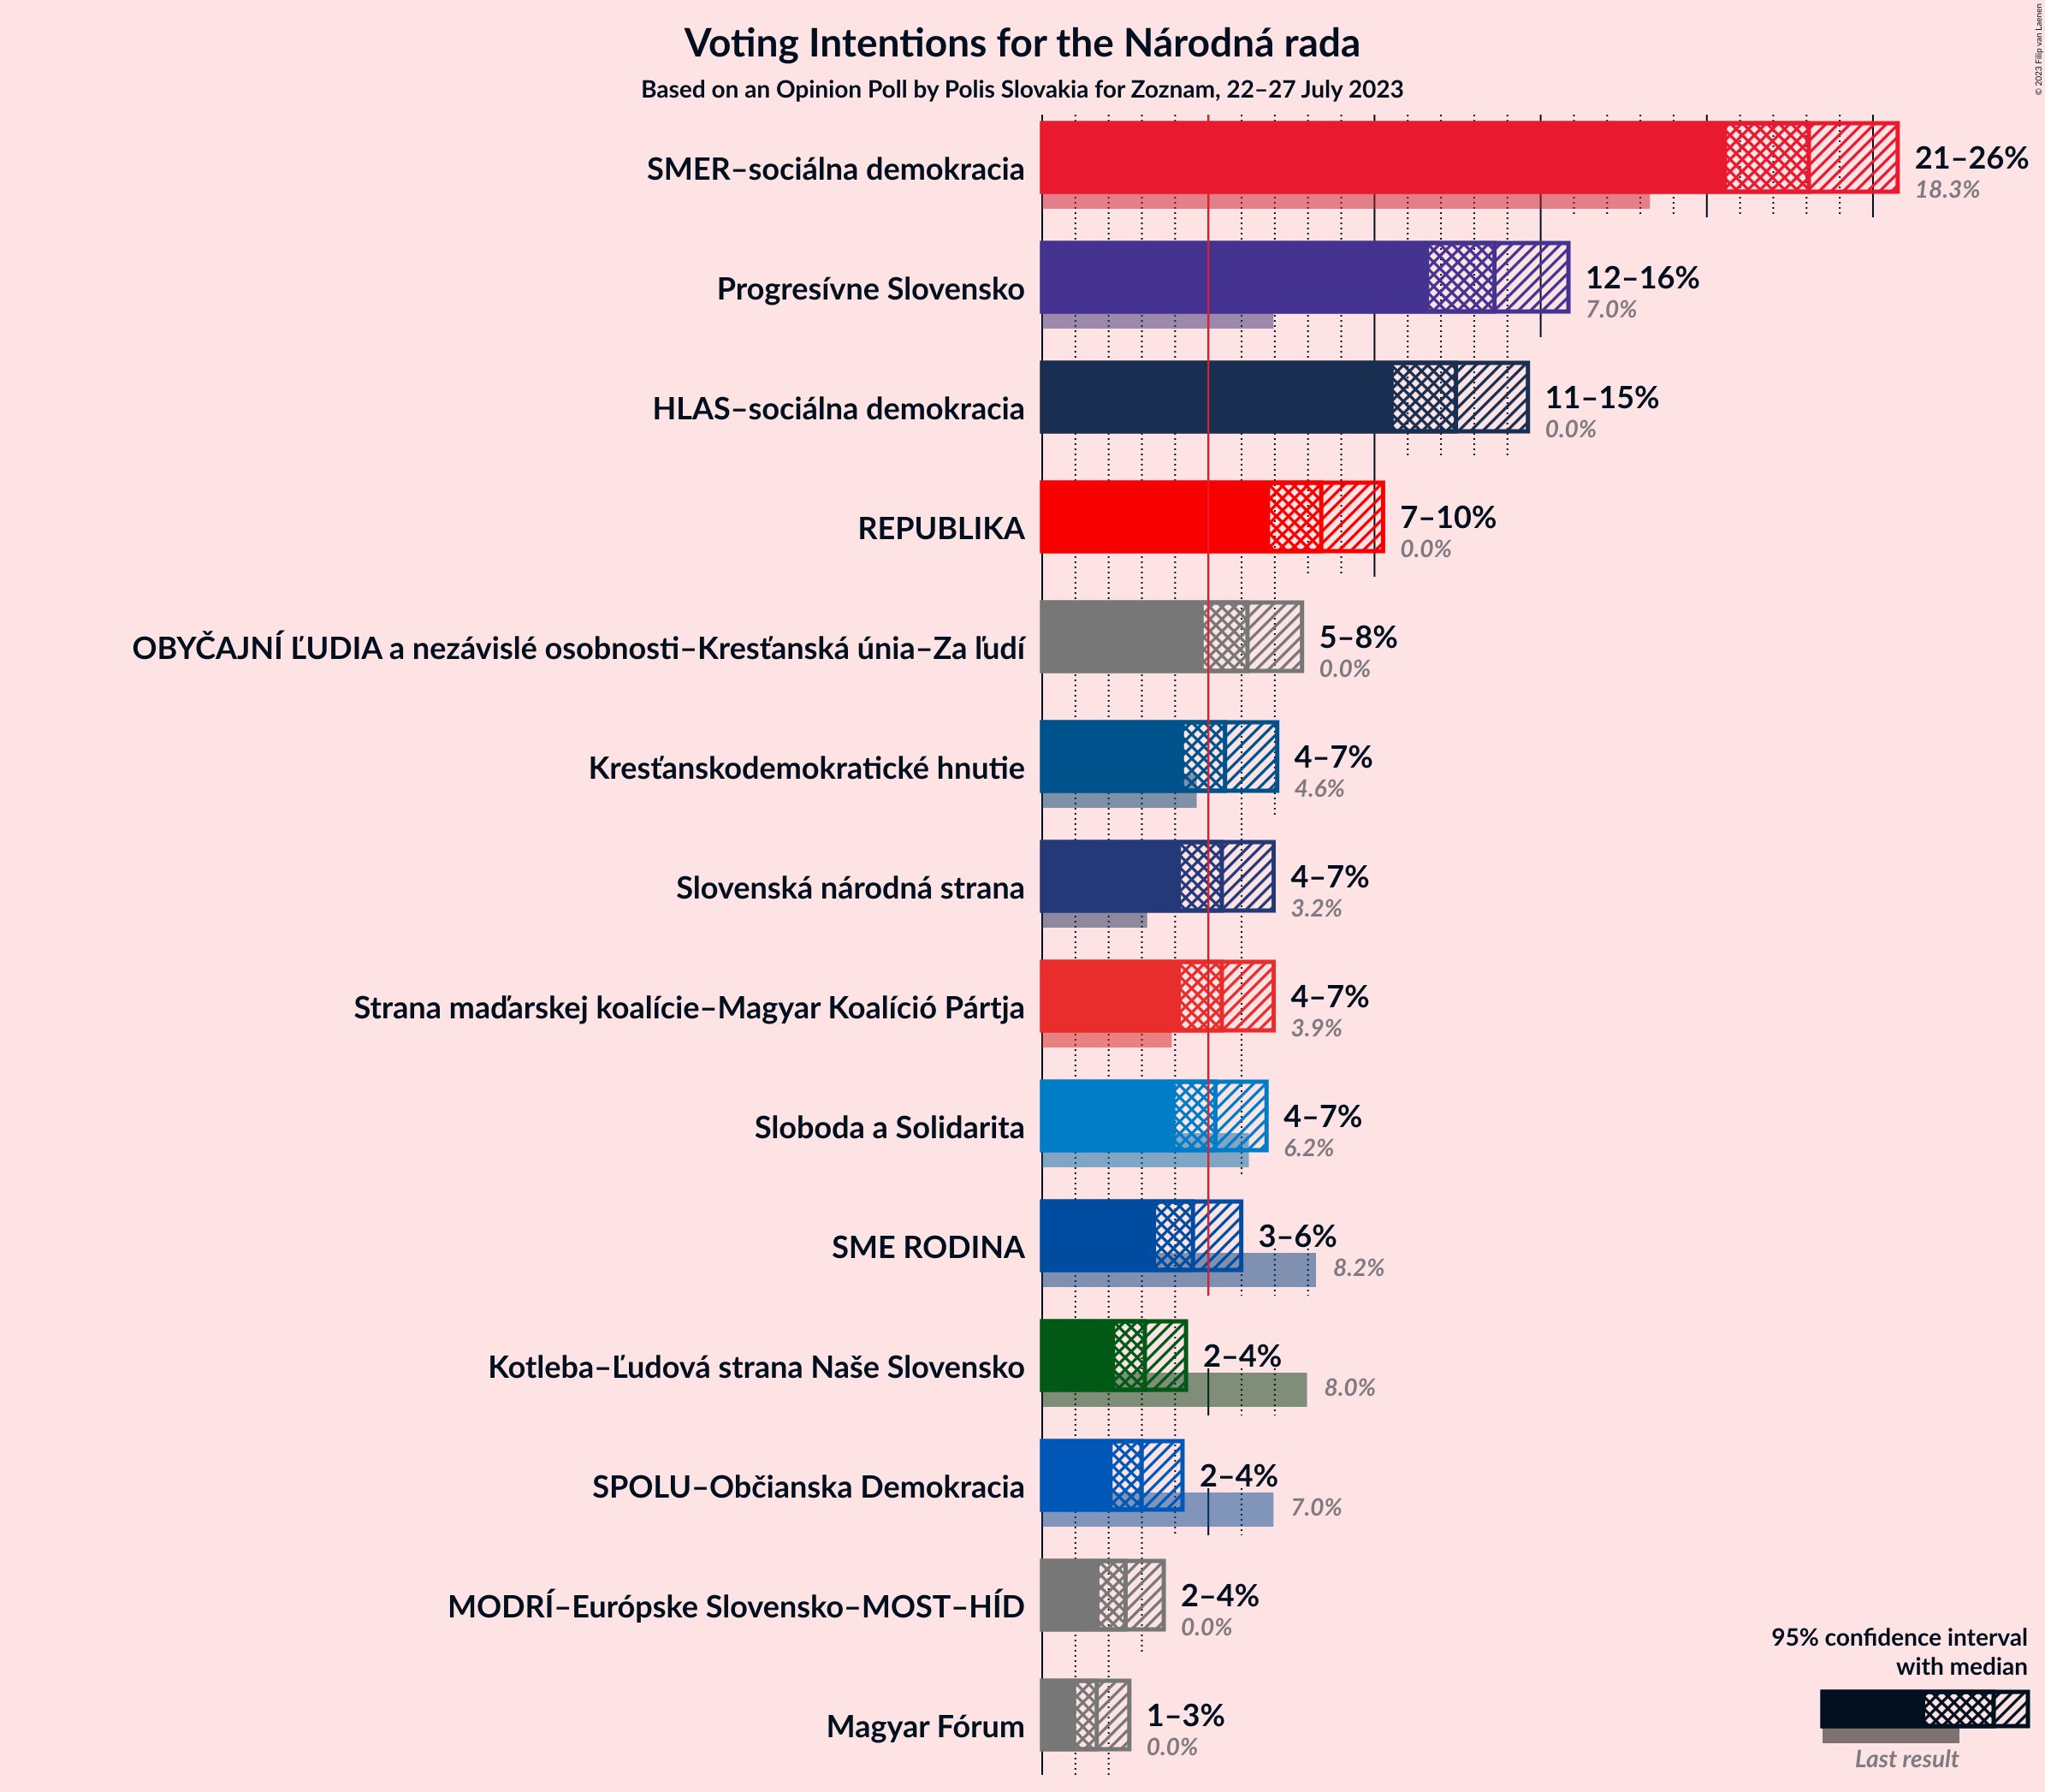 Voting Intentions for the Národná rada
Based on an Opinion Poll by Polis Slovakia for Zoznam, 22–27 July 2023
© 2023 Filip van Laenen
SMER–sociálna demokracia
21–26%
18.3%
Progresívne Slovensko
12–16%
7.0%
HLAS–sociálna demokracia
11–15%
0.0%
REPUBLIKA
7–10%
0.0%
OBYČAJNÍ ĽUDIA a nezávislé osobnosti–Kresťanská únia–Za ľudí
5–8%
0.0%
Kresťanskodemokratické hnutie
4–7%
4.6%
Slovenská národná strana
4–7%
3.2%
Strana maďarskej koalície–Magyar Koalíció Pártja
4–7%
3.9%
Sloboda a Solidarita
4–7%
6.2%
SME RODINA
3–6%
8.2%
Kotleba–Ľudová strana Naše Slovensko
2–4%
8.0%
SPOLU–Občianska Demokracia
2–4%
7.0%
MODRÍ–Európske Slovensko–MOST–HÍD
2–4%
0.0%
Magyar Fórum
1–3%
0.0%
95% confidence interval
with median
Last result